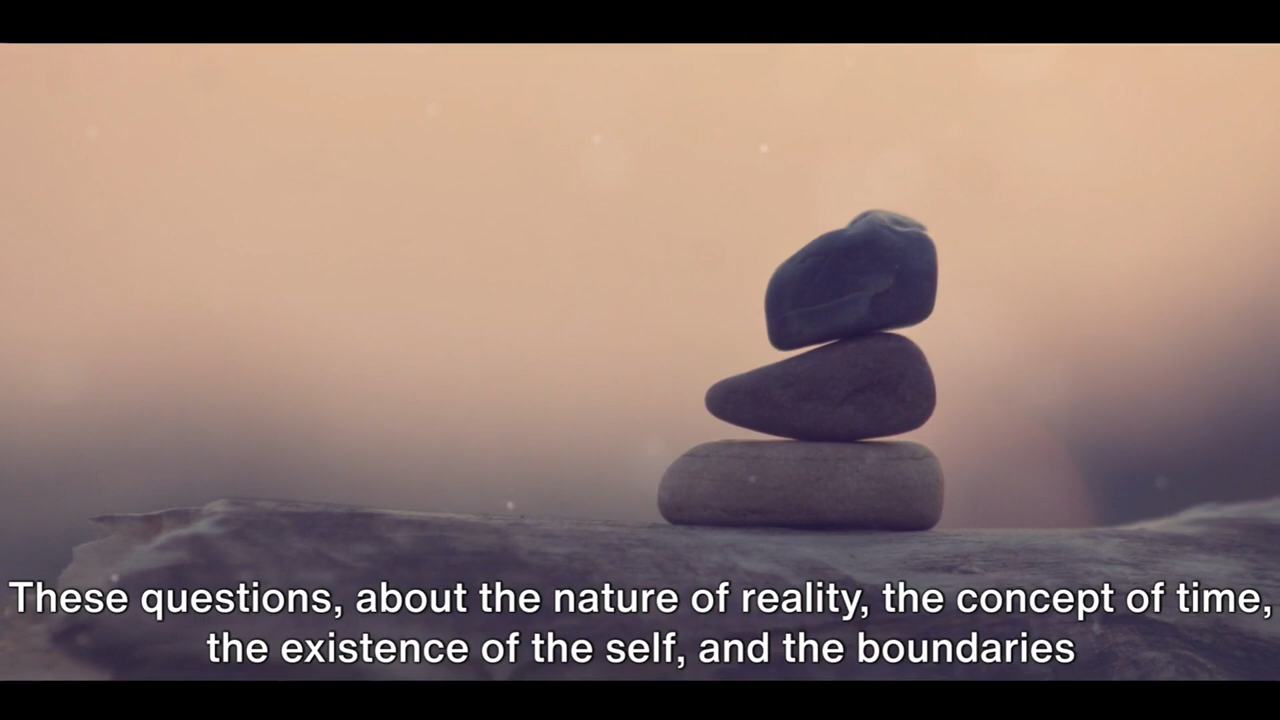 These questions, about the nature of reality, the concept of time,
the existence of the self, and the boundaries